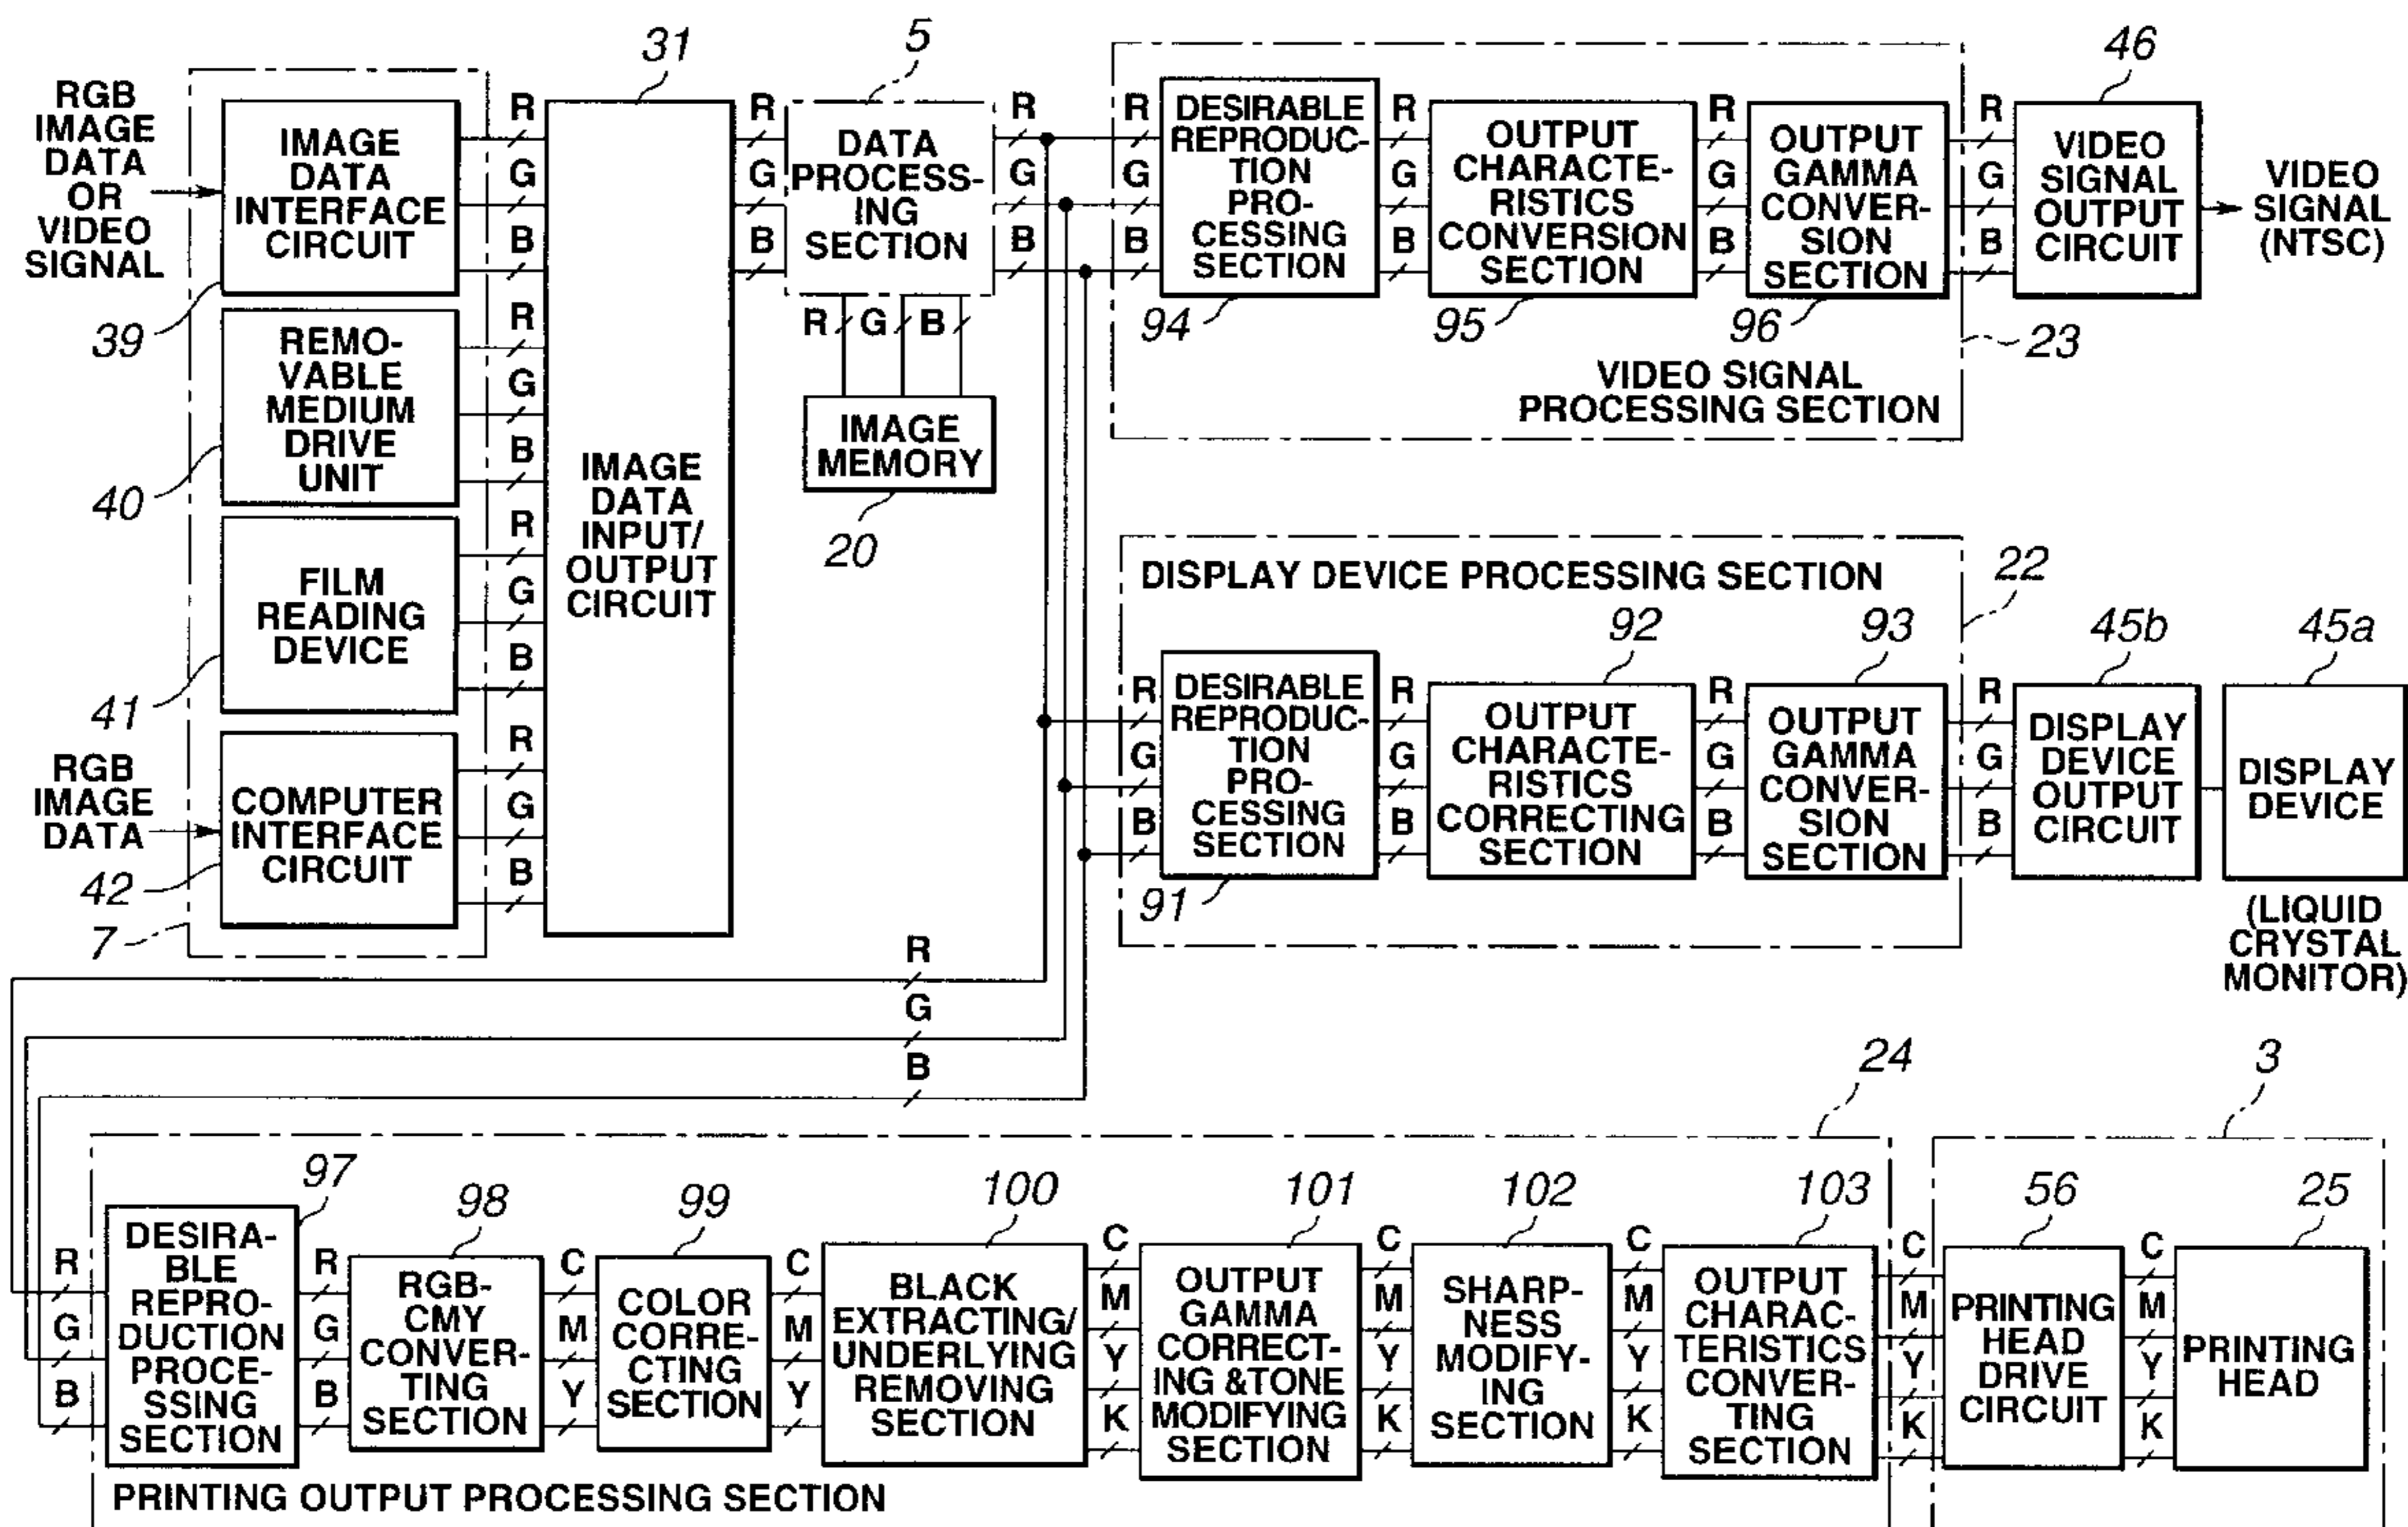 RGB
IMAGE
DATA
OR
VIDEO
SIGNAL
IMAGE
DATA
INTERFACE
CIRCUIT
39
R
G
B
REMO-
VABLE
MEDIUM
DRIVE
UNIT
40
R
G
B
FILM
READING
DEVICE
41
R
G
B
RGB
IMAGE
DATA
COMPUTER
INTERFACE
CIRCUIT
42
7
R
G
B
31
IMAGE
DATA
INPUT/
OUTPUT
CIRCUIT
R
G
B
5
DATA
PROCESS-
ING
SECTION
R G B
IMAGE
MEMORY
20
R
G
B
R
G
B
DESIRABLE
REPRODUC-
TION
PRO-
CESSING
SECTION
94
R
G
B
OUTPUT
CHARACTE-
RISTICS
CONVERSION
SECTION
95
R
G
B
OUTPUT
GAMMA
CONVER-
SION
SECTION
96
23
VIDEO SIGNAL
PROCESSING SECTION
R
G
B
46
VIDEO
SIGNAL
OUTPUT
CIRCUIT
VIDEO
SIGNAL
(NTSC)
DISPLAY DEVICE PROCESSING SECTION
22
R
G
B
DESIRABLE
REPRODUC-
TION
PRO-
CESSING
SECTION
91
R
G
B
92
OUTPUT
CHARACTE-
RISTICS
CORRECTING
SECTION
R
G
B
93
OUTPUT
GAMMA
CONVER-
SION
SECTION
R
G
B
45b
DISPLAY
DEVICE
OUTPUT
CIRCUIT
45a
DISPLAY
DEVICE
(LIQUID
CRYSTAL
MONITOR)
R
G
B
24
3
R
G
B
97
DESIRA-
BLE
REPRO-
DUCTION
PROCE-
SSING
SECTION
R
G
B
98
RGB-
CMY
CONVER-
TING
SECTION
C
M
Y
99
COLOR
CORRE-
CTING
SECTION
C
M
Y
100
BLACK
EXTRACTING/
UNDERLYING
REMOVING
SECTION
C
M
Y
K
101
OUTPUT
GAMMA
CORRECT-
ING &TONE
MODIFYING
SECTION
C
M
Y
K
102
SHARP-
NESS
MODIFY-
ING
SECTION
C
M
Y
K
103
OUTPUT
CHARAC-
TERISTICS
CONVER-
TING
SECTION
C
M
Y
K
56
PRINTING
HEAD
DRIVE
CIRCUIT
C
M
Y
K
25
PRINTING
HEAD
PRINTING OUTPUT PROCESSING SECTION